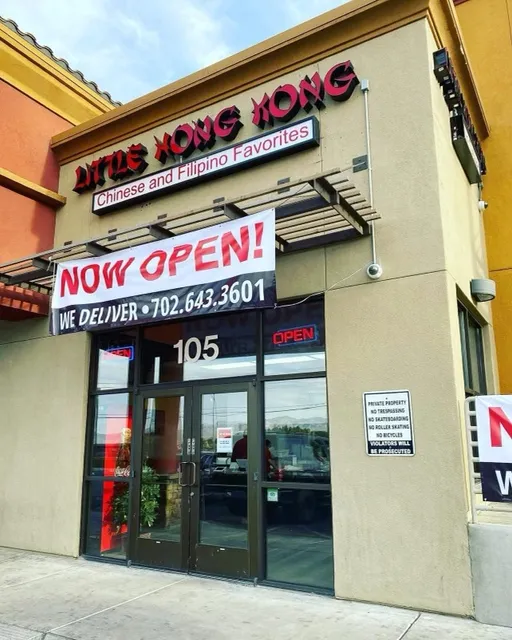 LITTLE HONG KONG
Chinese and Filipino Favorites
NOW OPEN!
WE DELIVER • 702.643.3601
OPEN
105
OPEN
PRIVATE PROPERTY
NO TRESPASSING
NO SKATEBOARDING
NO ROLLER SKATING
NO BICYCLES
VIOLATORS WILL
BE PROSECUTED
N
W